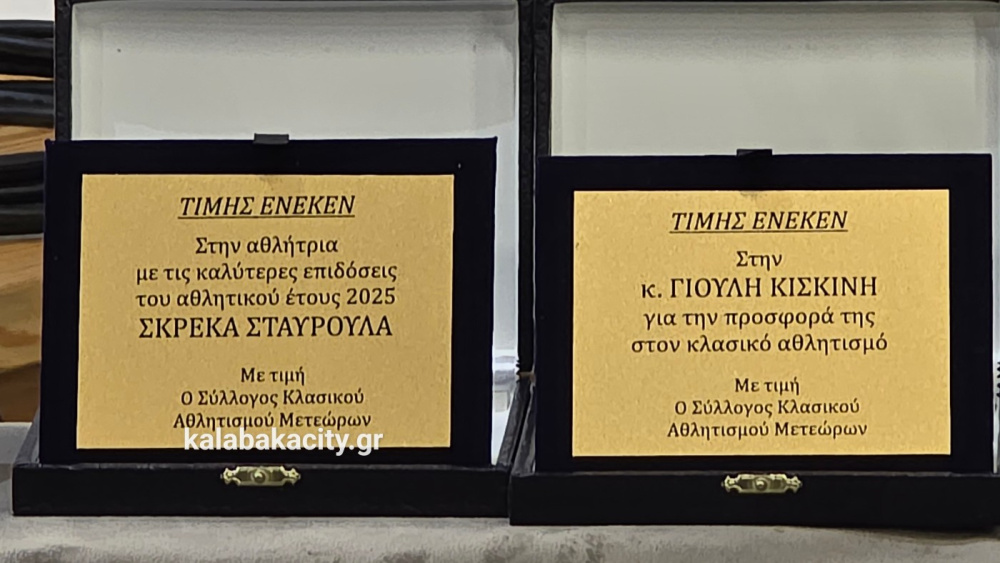 ΤΙΜΗΣ ΕΝΕΚΕΝ
Στην αθλήτρια
με τις καλύτερες επιδόσεις
του αθλητικού έτους 2025
ΣΚΡΕΚΑ ΣΤΑΥΡΟΥΛΑ
Με τιμή
Ο Σύλλογος Κλασικού
Αθλητισμού Μετεώρων
kalabakacity.gr
ΤΙΜΗΣ ΕΝΕΚΕΝ
Στην
κ. ΓΙΟΥΛΗ ΚΙΣΚΙΝΗ
για την προσφορά της
στον κλασικό αθλητισμό
Με τιμή
Ο Σύλλογος Κλασικού
Αθλητισμού Μετεώρων